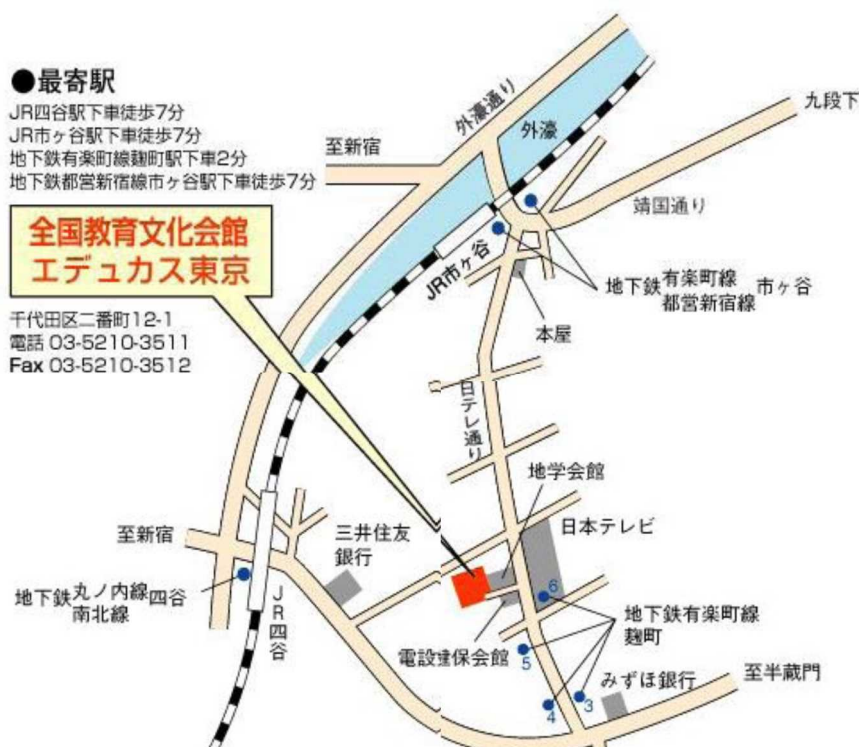 ●最寄駅
JR四谷駅下車徒歩7分
JR市ヶ谷駅下車徒歩7分
地下鉄有楽町線麹町駅下車2分
地下鉄都営新宿線市ヶ谷駅下車徒歩7分
全国教育文化会館
エデュカス東京
千代田区二番町12-1
電話 03-5210-3511
Fax 03-5210-3512
外濠通り
外濠
九段下
至新宿
靖国通り
JR市ヶ谷
地下鉄
有楽町線
都営新宿線
市ヶ谷
本屋
日テレ通り
地学会館
日本テレビ
至新宿
三井住友
銀行
地下鉄
丸ノ内線
南北線
四谷
JR四谷
6
地下鉄有楽町線
麹町
電設健保会館
5
みずほ銀行
至半蔵門
4
3